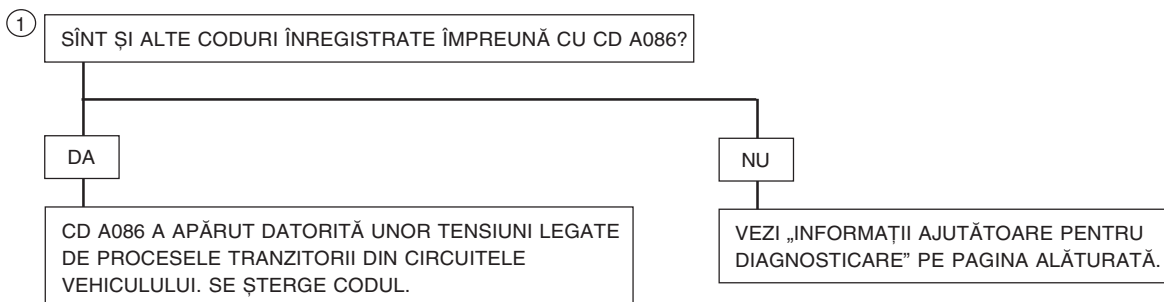 1
SÎNT ȘI ALTE CODURI ÎNREGISTRATE ÎMPREUNĂ CU CD A086?
DA
NU
CD A086 A APĂRUT DATORITĂ UNOR TENSIUNI LEGATE
DE PROCESELE TRANZITORII DIN CIRCUITELE
VEHICULULUI. SE ȘTERGE CODUL.
VEZI „INFORMAȚII AJUTĂTOARE PENTRU
DIAGNOSTICARE” PE PAGINA ALĂTURATĂ.